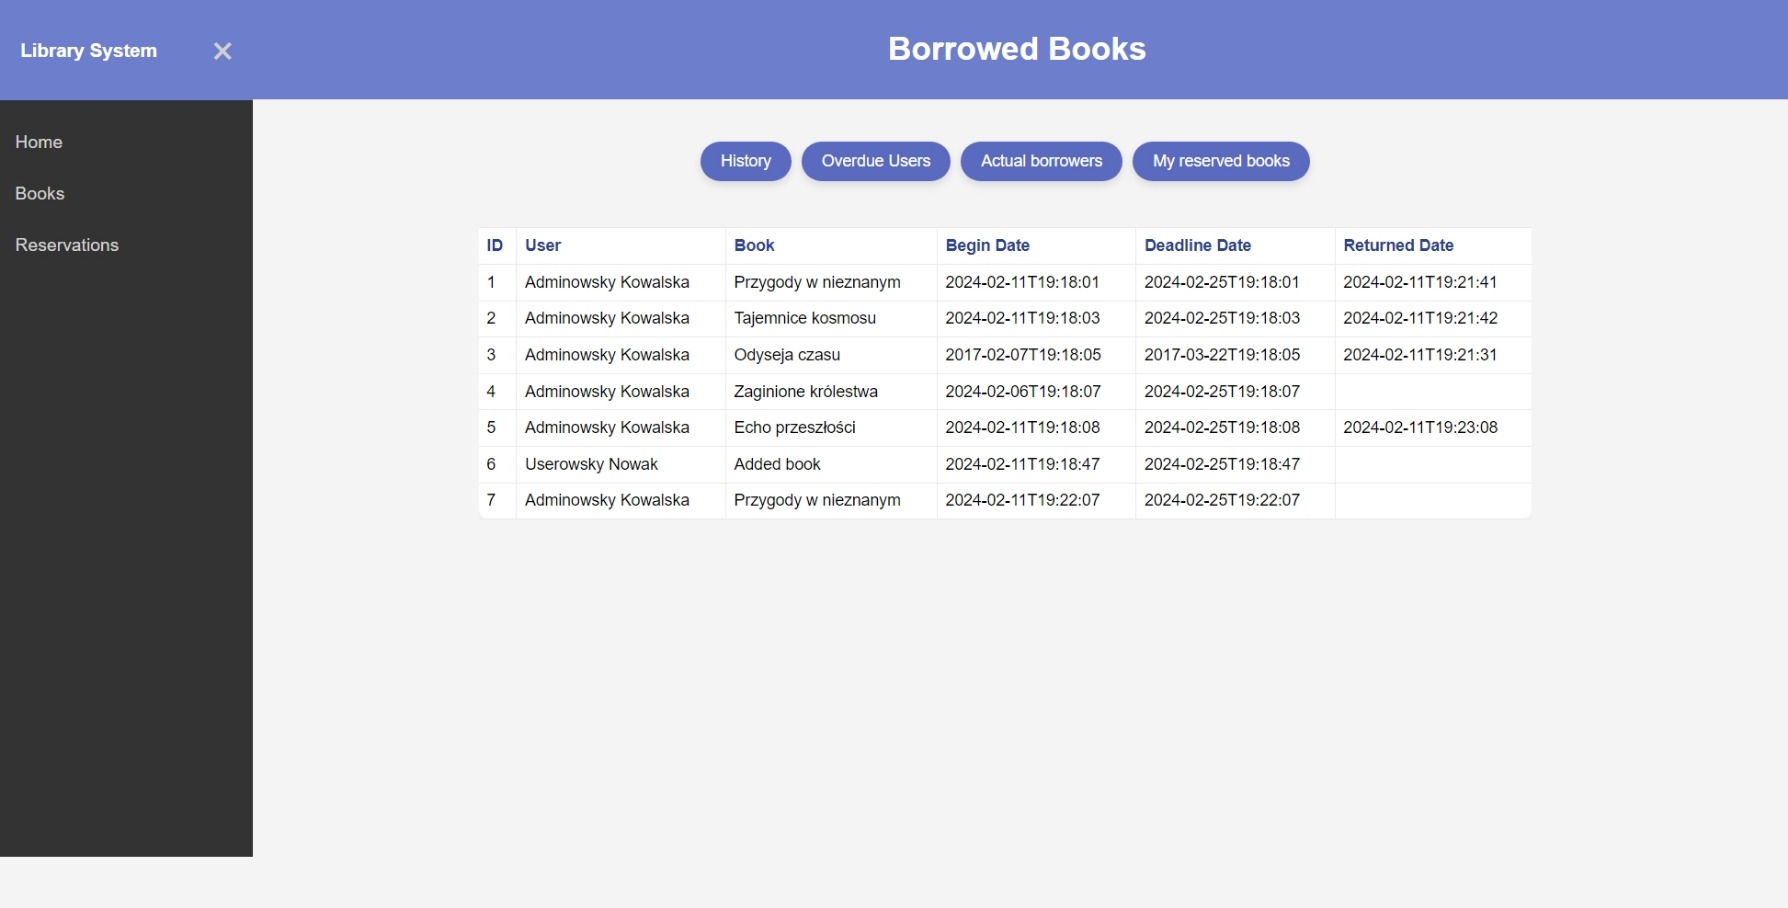 Library System ✕
Borrowed Books
Home
Books
Reservations
History Overdue Users Actual borrowers My reserved books
ID User Book Begin Date Deadline Date Returned Date
1 Adminowsky Kowalska Przygody w nieznanym 2024-02-11T19:18:01 2024-02-25T19:18:01 2024-02-11T19:21:41
2 Adminowsky Kowalska Tajemnice kosmosu 2024-02-11T19:18:03 2024-02-25T19:18:03 2024-02-11T19:21:42
3 Adminowsky Kowalska Odyseja czasu 2017-02-07T19:18:05 2017-03-22T19:18:05 2024-02-11T19:21:31
4 Adminowsky Kowalska Zaginione królestwa 2024-02-06T19:18:07 2024-02-25T19:18:07
5 Adminowsky Kowalska Echo przeszłości 2024-02-11T19:18:08 2024-02-25T19:18:08 2024-02-11T19:23:08
6 Userowsky Nowak Added book 2024-02-11T19:18:47 2024-02-25T19:18:47
7 Adminowsky Kowalska Przygody w nieznanym 2024-02-11T19:22:07 2024-02-25T19:22:07